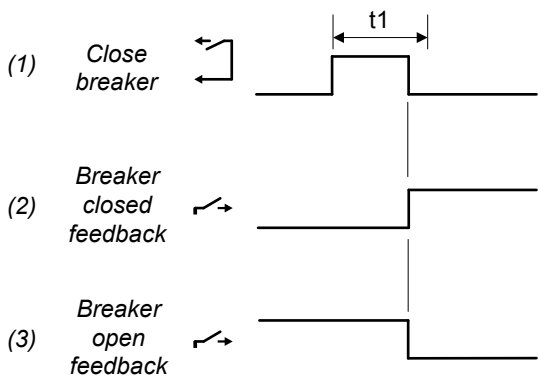 t1
(1) Close
breaker
Breaker
(2) closed
feedback
Breaker
(3) open
feedback